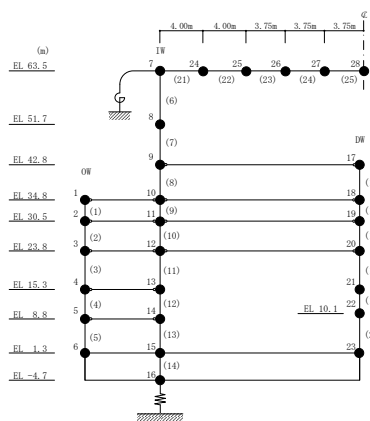 ℄
4.00m 4.00m 3.75m 3.75m 3.75m
(m) IW
EL 63.5 7 24 25 26 27 28
(21) (22) (23) (24) (25)
(6)
EL 51.7 8
(7)
EL 42.8 9 17 DW
OW (8)
EL 34.8 1 10 18
(1) (9)
EL 30.5 2 11 19
(2) (10)
EL 23.8 3 12 20
(3) (11)
EL 15.3 4 13 21
(4) (12) EL 10.1 22
EL 8.8 5 14
(5) (13)
EL 1.3 6 15 23
(14)
EL -4.7 16